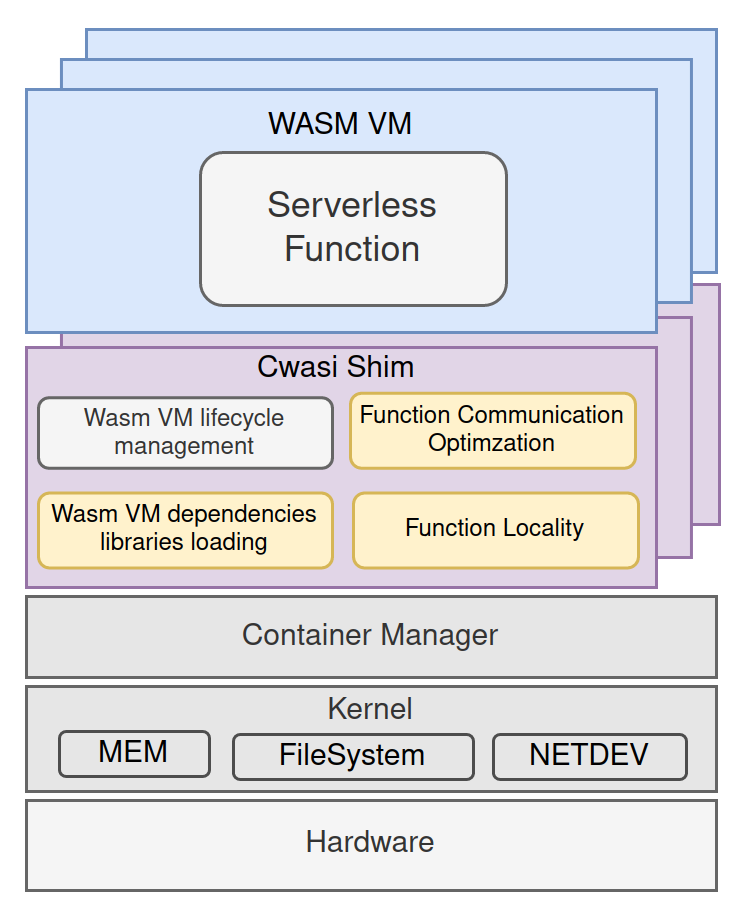 WASM VM
Serverless
Function
Cwasi Shim
Wasm VM lifecycle
management
Function Communication
Optimzation
Wasm VM dependencies
libraries loading
Function Locality
Container Manager
Kernel
MEM
FileSystem
NETDEV
Hardware